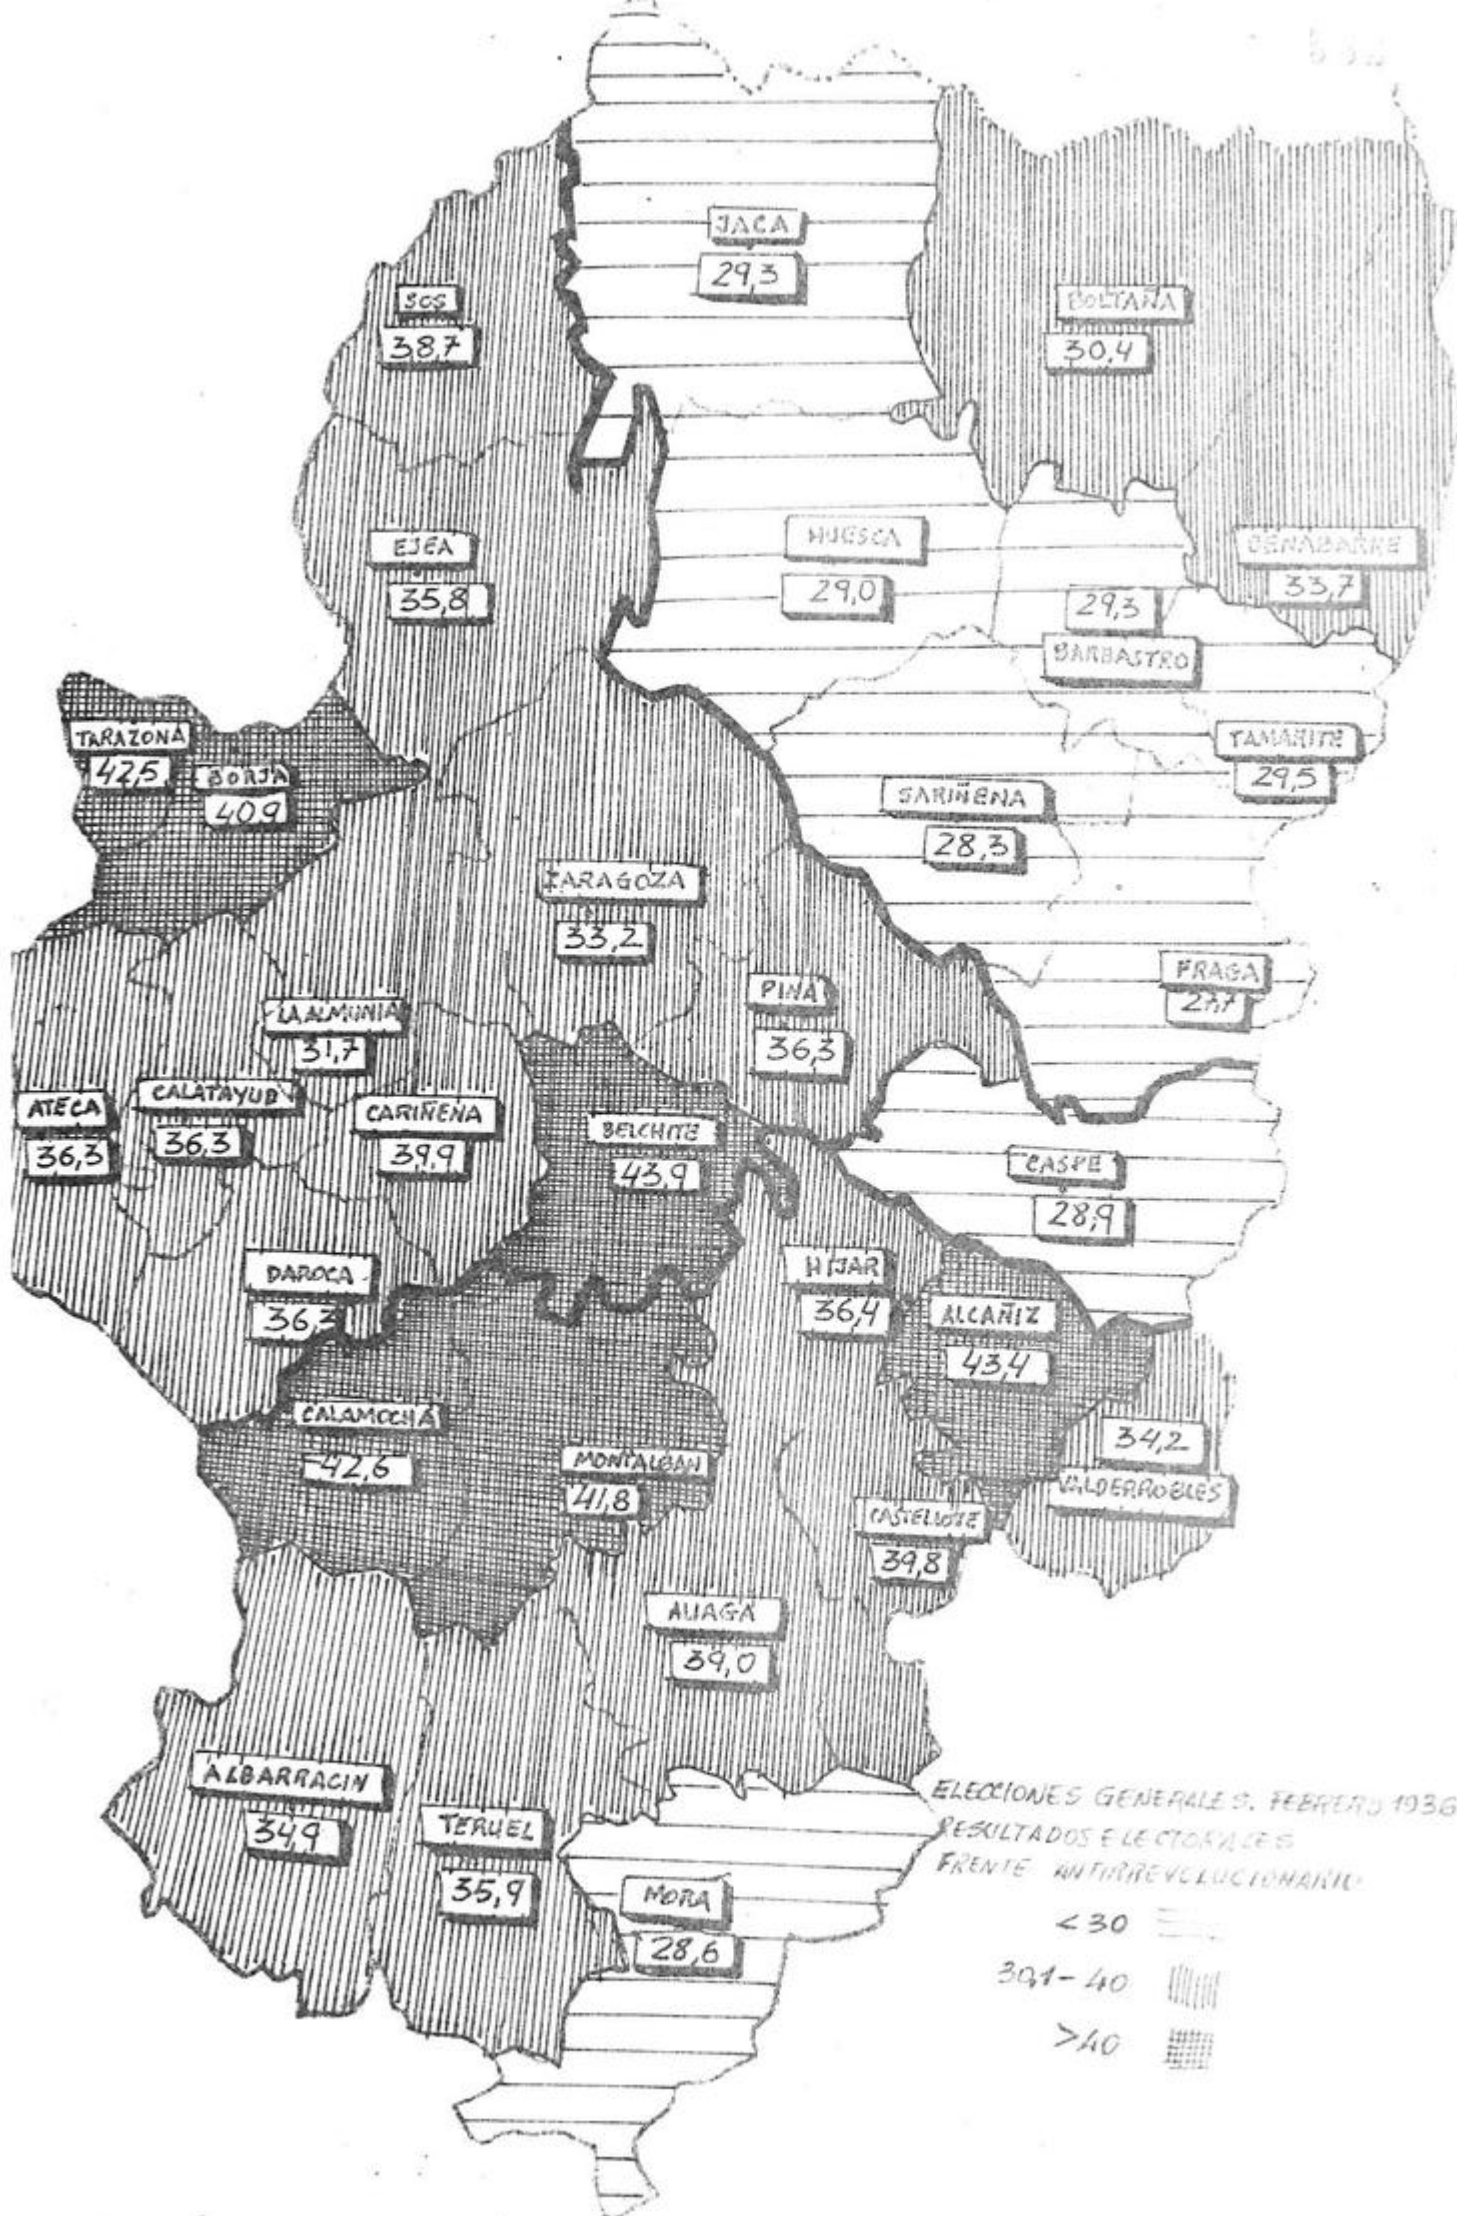 JACA
29,3
SOS
38,7
BOLTAÑA
30,4
EJEA
35,8
HUESCA
29,0
BENABARRE
33,7
29,3
BARBASTRO
TARAZONA
42,5
BORJA
40,9
TAMARITE
29,5
SARIÑENA
28,3
ZARAGOZA
33,2
FRAGA
27,7
PINA
36,3
LA ALMUNIA
31,7
ATECA
36,3
CALATAYUD
36,3
CARIÑENA
39,9
BELCHITE
43,9
CASPE
28,9
DAROCA
36,3
HIJAR
36,4
ALCAÑIZ
43,4
CALAMOCHA
42,6
MONTALBAN
41,8
34,2
VALDERROBLES
CASTELLOTE
39,8
ALIAGA
39,0
ALBARRACIN
34,9
TERUEL
35,9
MORA
28,6
ELECCIONES GENERALES. FEBRERO 1936
RESULTADOS ELECTORALES
FRENTE ANTIRREVOLUCIONARIO
<30
30,1-40
>40